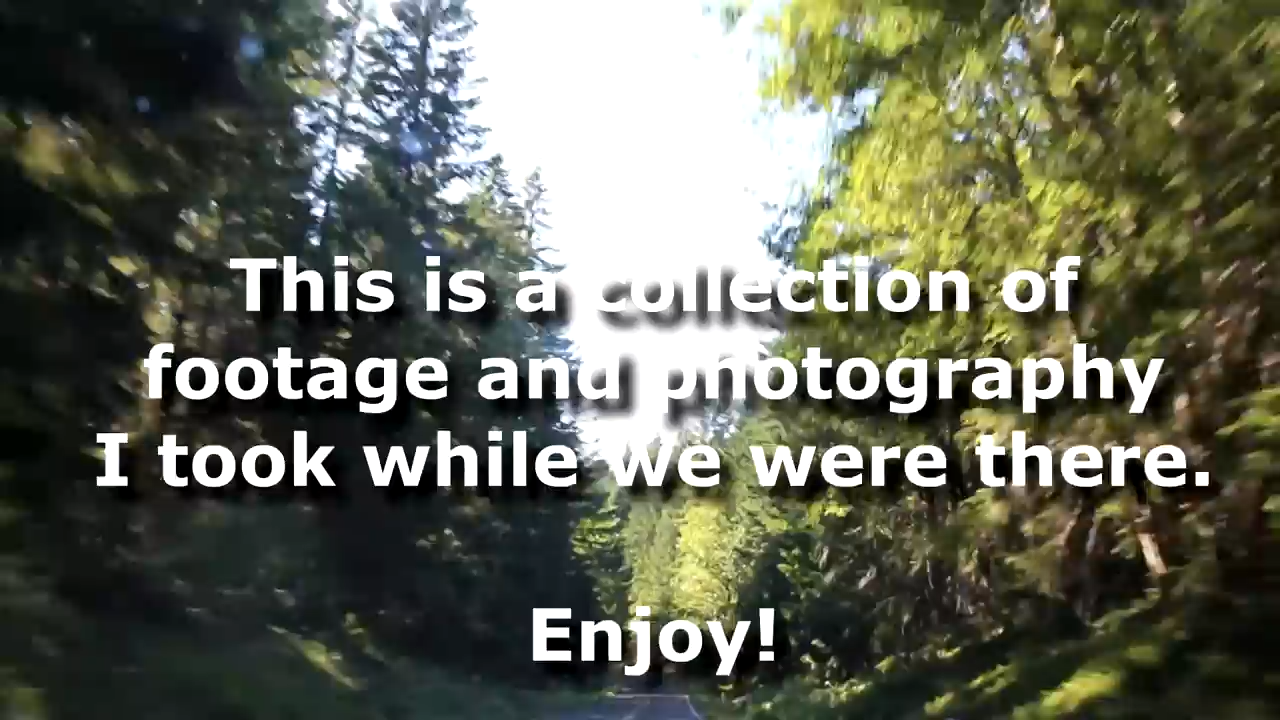 This is a collection of
footage and photography
I took while we were there.
Enjoy!